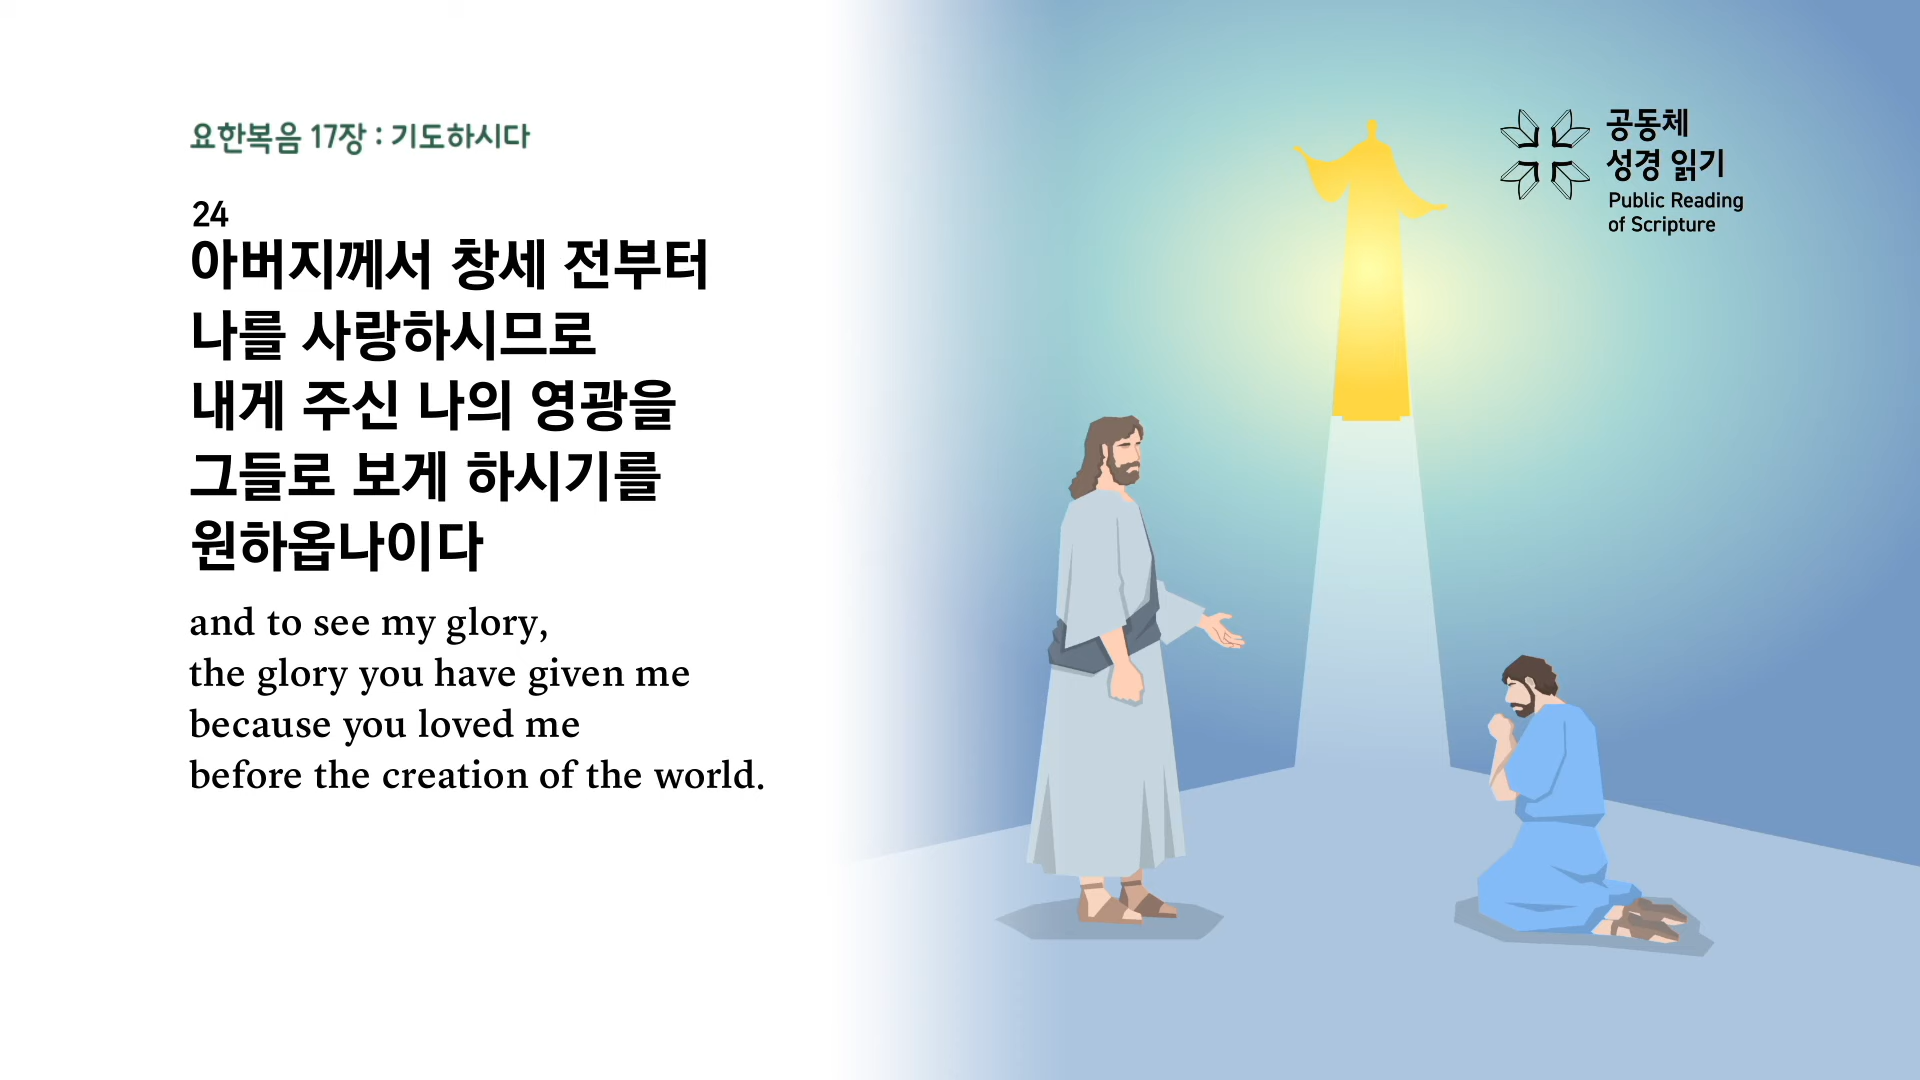 요한복음 17장 : 기도하시다
24
아버지께서 창세 전부터
나를 사랑하시므로
내게 주신 나의 영광을
그들로 보게 하시기를
원하옵나이다
and to see my glory,
the glory you have given me
because you loved me
before the creation of the world.
공동체
성경 읽기
Public Reading
of Scripture